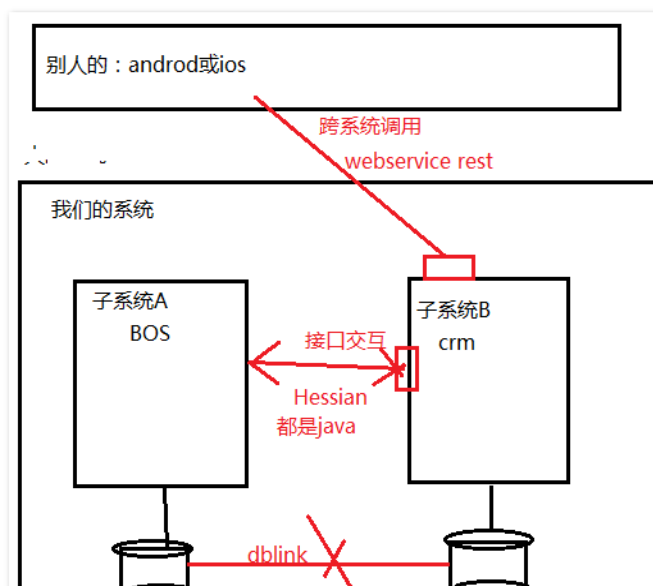 别人的：androd或ios
跨系统调用
webservice rest
我们的系统
子系统A
BOS
子系统B
crm
接口交互
Hessian
都是java
dblink